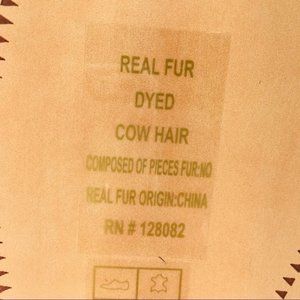 REAL FUR
DYED
COW HAIR
COMPOSED OF PIECES FUR:NO
REAL FUR ORIGIN:CHINA
RN # 128082